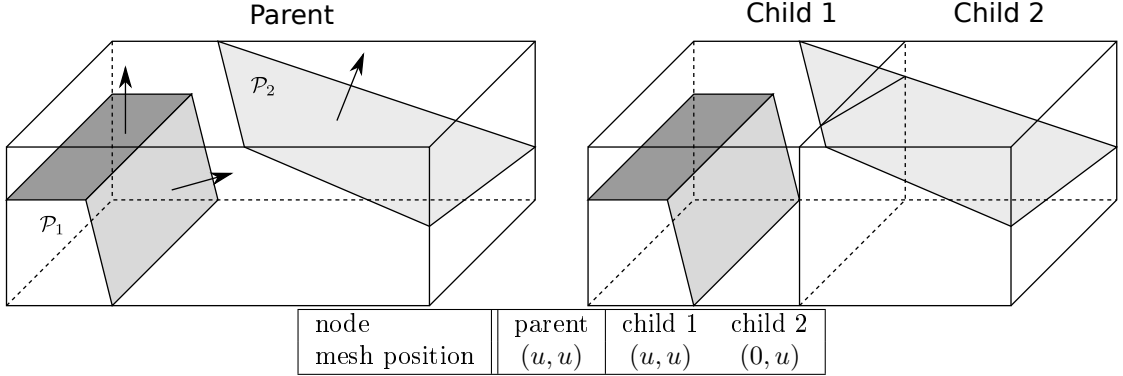 Parent
Child 1 Child 2
𝒫₂
𝒫₁
node parent child 1 child 2
mesh position (u, u) (u, u) (0, u)